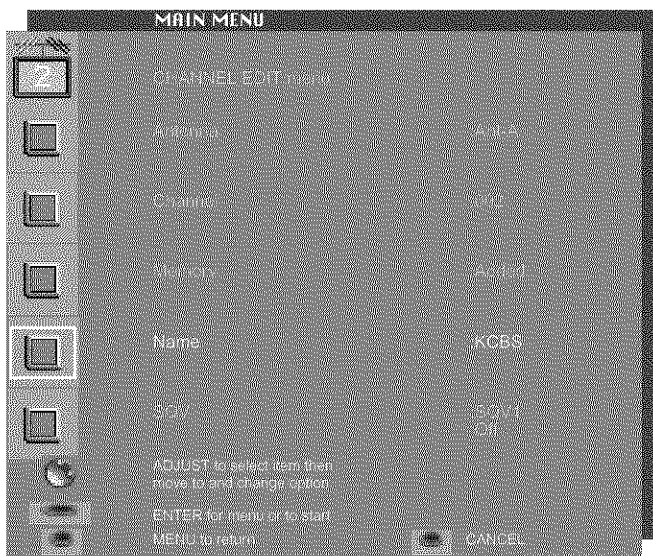 MAIN MENU
2
CHANNEL EDIT menu
Antenna Ant-A
Channel 002
Memory Added
Name KCBS
SQV SQV1
Off
ADJUST to select item then
move to and change option
ENTER for menu or to start
MENU to return CANCEL